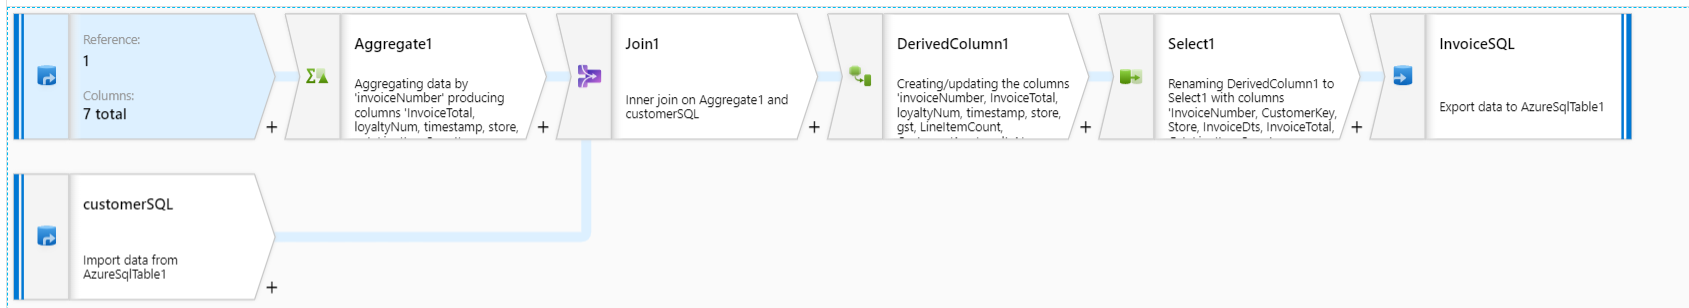 Reference:
1
Columns:
7 total
+
Aggregate1
Aggregating data by
'invoiceNumber' producing
columns 'InvoiceTotal,
loyaltyNum, timestamp, store,
+
Join1
Inner join on Aggregate1 and
customerSQL
+
DerivedColumn1
Creating/updating the columns
'invoiceNumber, InvoiceTotal,
loyaltyNum, timestamp, store,
gst, LineItemCount,
+
Select1
Renaming DerivedColumn1 to
Select1 with columns
'InvoiceNumber, CustomerKey,
Store, InvoiceDts, InvoiceTotal,
+
InvoiceSQL
Export data to AzureSqlTable1
customerSQL
Import data from
AzureSqlTable1
+